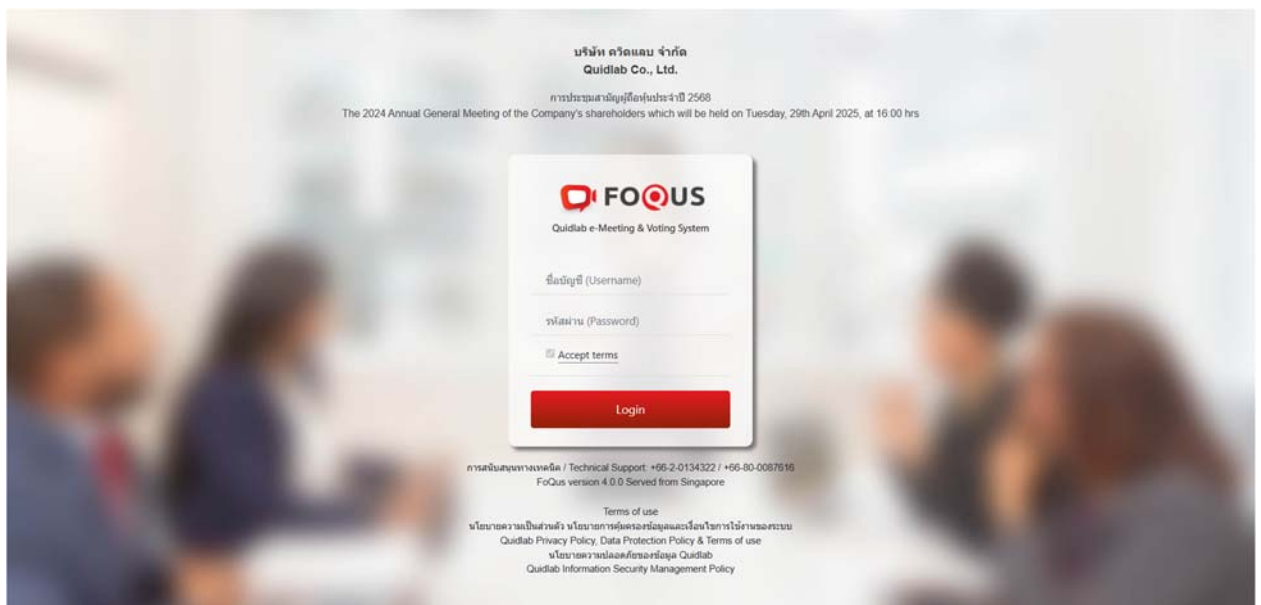 บริษัท ควิดแลบ จำกัด
Quidlab Co., Ltd.
การประชุมสามัญผู้ถือหุ้นประจำปี 2568
The 2024 Annual General Meeting of the Company's shareholders which will be held on Tuesday, 29th April 2025, at 16:00 hrs
FOQUS
Quidlab e-Meeting & Voting System
ชื่อบัญชี (Username)
รหัสผ่าน (Password)
Accept terms
Login
การสนับสนุนทางเทคนิค / Technical Support: +66-2-0134322 / +66-80-0087616
FoQus version 4.0.0 Served from Singapore
Terms of use
นโยบายความเป็นส่วนตัว นโยบายการคุ้มครองข้อมูลและเงื่อนไขการใช้งานของระบบ
Quidlab Privacy Policy, Data Protection Policy & Terms of use
นโยบายความปลอดภัยของข้อมูล Quidlab
Quidlab Information Security Management Policy